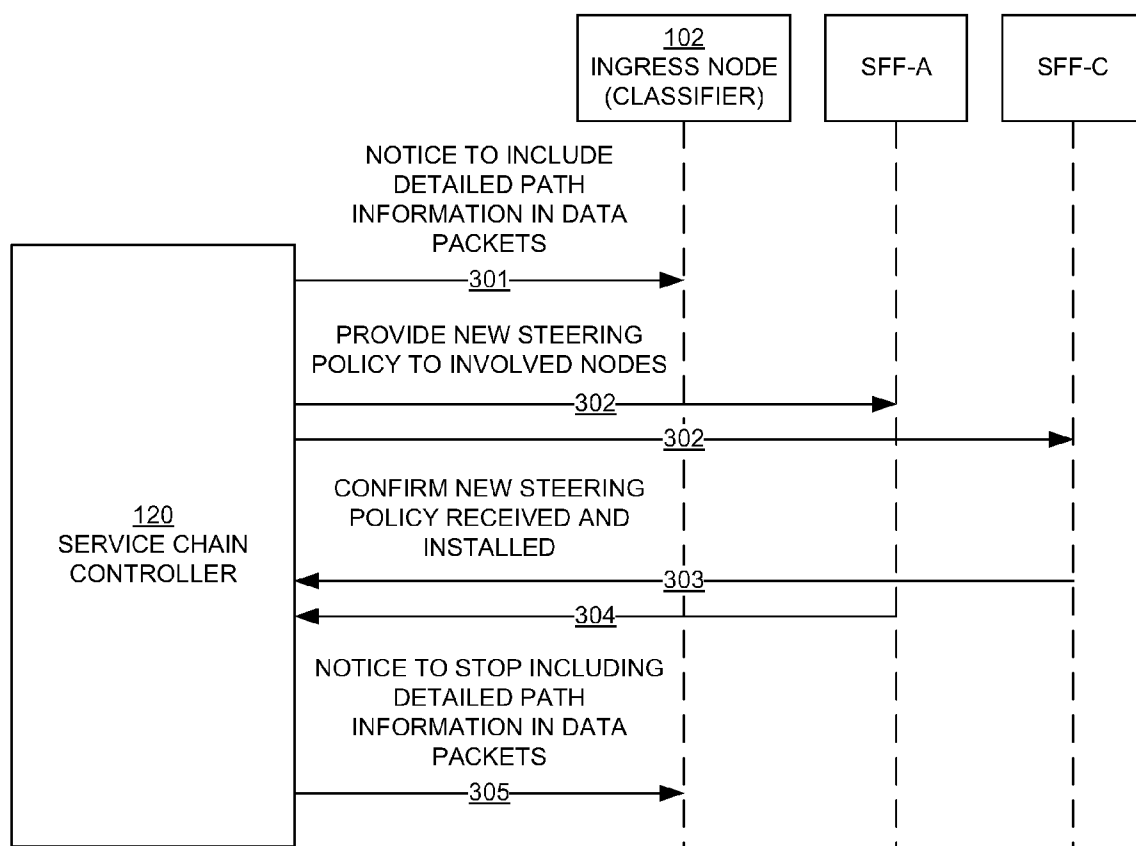 102
INGRESS NODE
(CLASSIFIER)
SFF-A
SFF-C
NOTICE TO INCLUDE
DETAILED PATH
INFORMATION IN DATA
PACKETS
301
PROVIDE NEW STEERING
POLICY TO INVOLVED NODES
302
302
CONFIRM NEW STEERING
POLICY RECEIVED AND
INSTALLED
120
SERVICE CHAIN
CONTROLLER
303
304
NOTICE TO STOP INCLUDING
DETAILED PATH
INFORMATION IN DATA
PACKETS
305